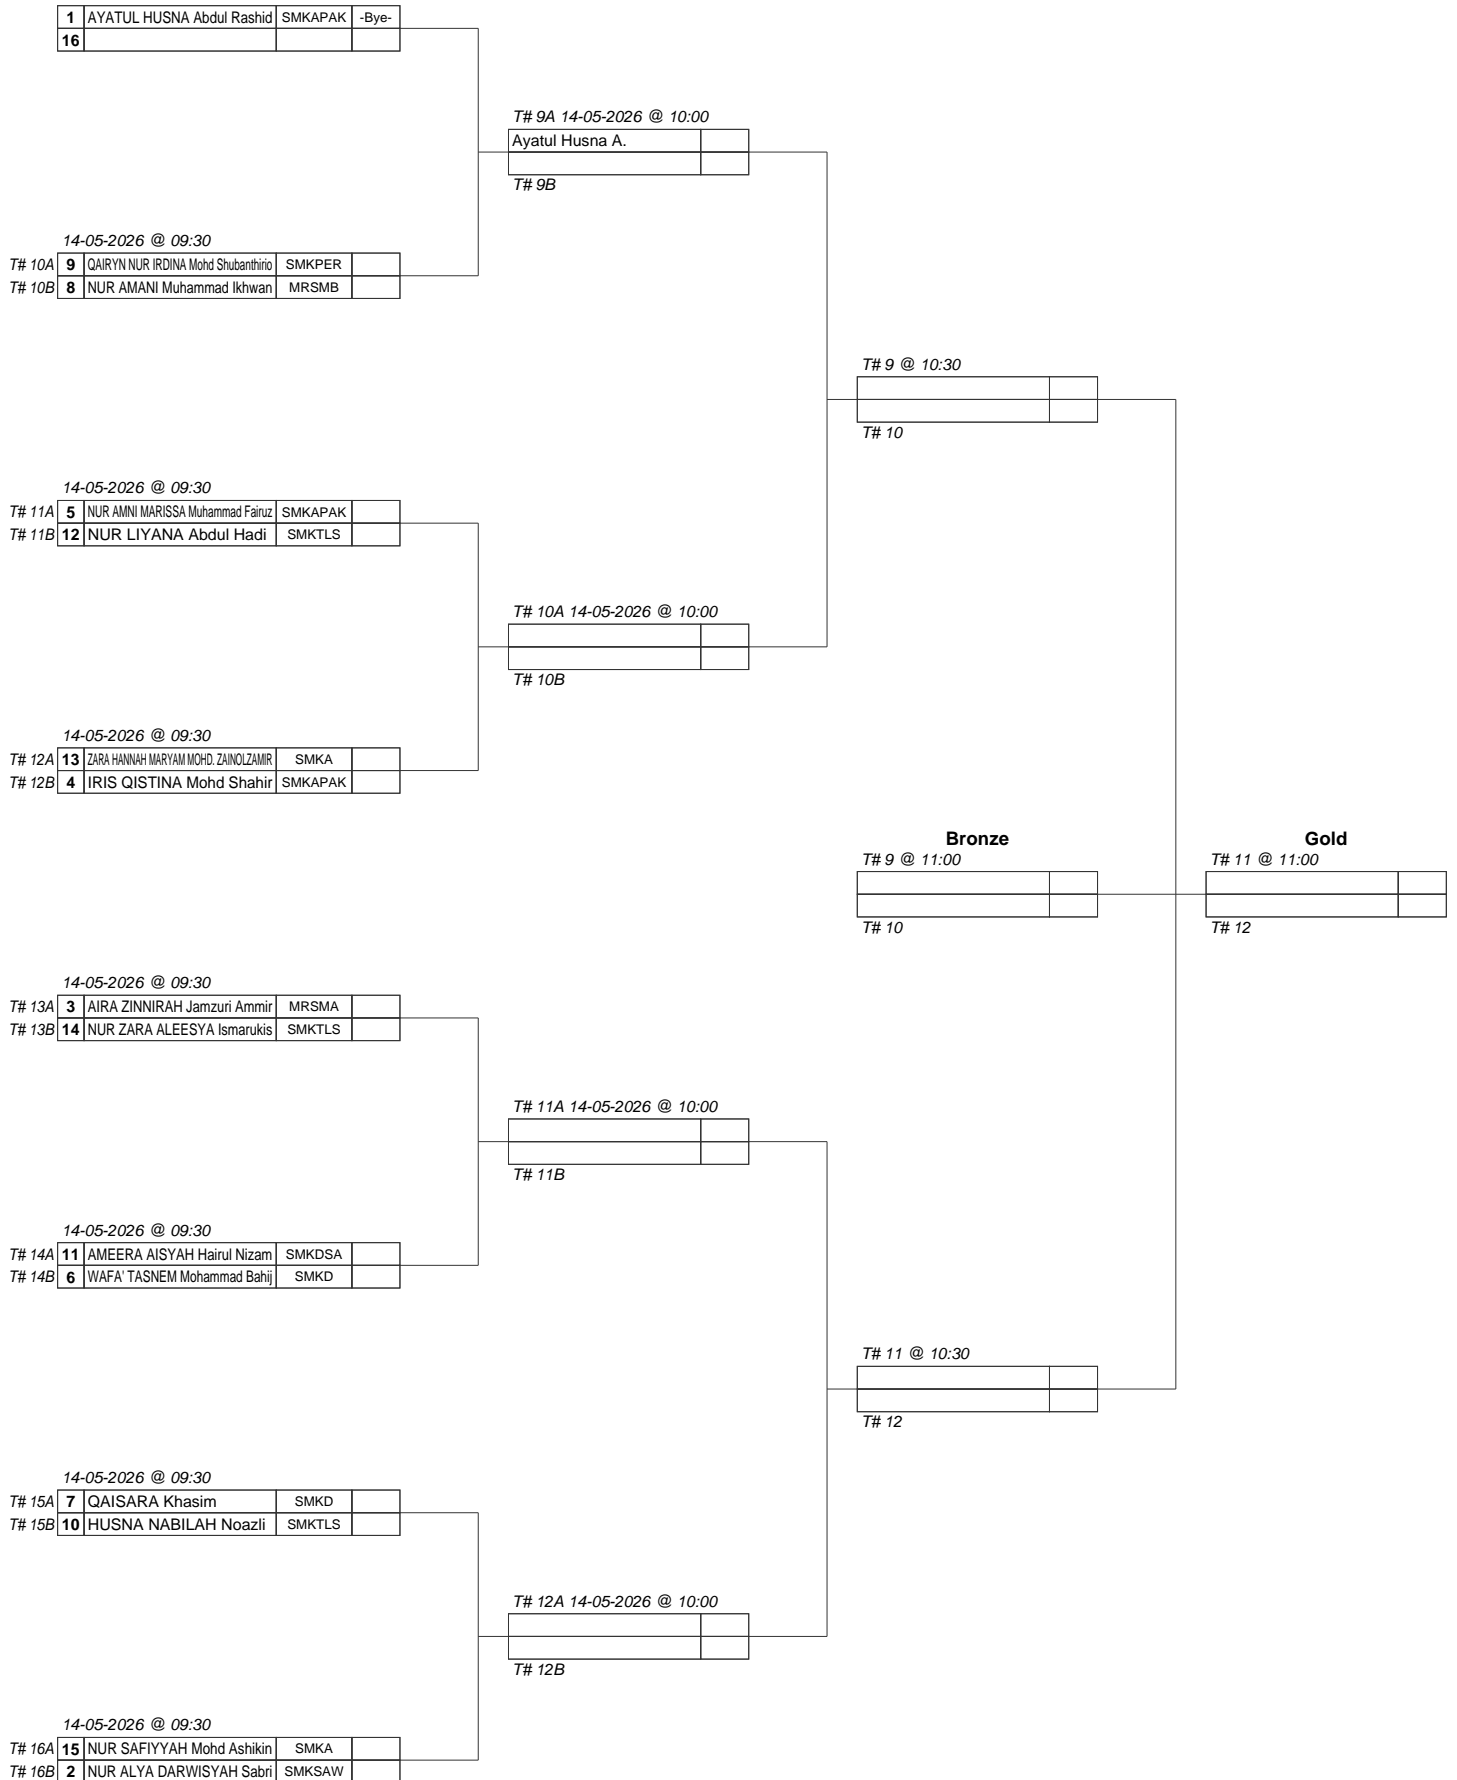 1 AYATUL HUSNA Abdul Rashid SMKAPAK -Bye-
16
T# 9A 14-05-2026 @ 10:00
Ayatul Husna A.
T# 9B
14-05-2026 @ 09:30
T# 10A 9 QAIRYN NUR IRDINA Mohd Shubanthirio SMKPER
T# 10B 8 NUR AMANI Muhammad Ikhwan MRSMB
T# 9 @ 10:30
T# 10
14-05-2026 @ 09:30
T# 11A 5 NUR AMNI MARISSA Muhammad Fairuz SMKAPAK
T# 11B 12 NUR LIYANA Abdul Hadi SMKTLS
T# 10A 14-05-2026 @ 10:00
T# 10B
14-05-2026 @ 09:30
T# 12A 13 ZARA HANNAH MARYAM MOHD. ZAINOLZAMIR SMKA
T# 12B 4 IRIS QISTINA Mohd Shahir SMKAPAK
Bronze Gold
T# 9 @ 11:00 T# 11 @ 11:00
T# 10 T# 12
14-05-2026 @ 09:30
T# 13A 3 AIRA ZINNIRAH Jamzuri Ammir MRSMA
T# 13B 14 NUR ZARA ALEESYA Ismarukis SMKTLS
T# 11A 14-05-2026 @ 10:00
T# 11B
14-05-2026 @ 09:30
T# 14A 11 AMEERA AISYAH Hairul Nizam SMKDSA
T# 14B 6 WAFA' TASNEM Mohammad Bahij SMKD
T# 11 @ 10:30
T# 12
14-05-2026 @ 09:30
T# 15A 7 QAISARA Khasim SMKD
T# 15B 10 HUSNA NABILAH Noazli SMKTLS
T# 12A 14-05-2026 @ 10:00
T# 12B
14-05-2026 @ 09:30
T# 16A 15 NUR SAFIYYAH Mohd Ashikin SMKA
T# 16B 2 NUR ALYA DARWISYAH Sabri SMKSAW